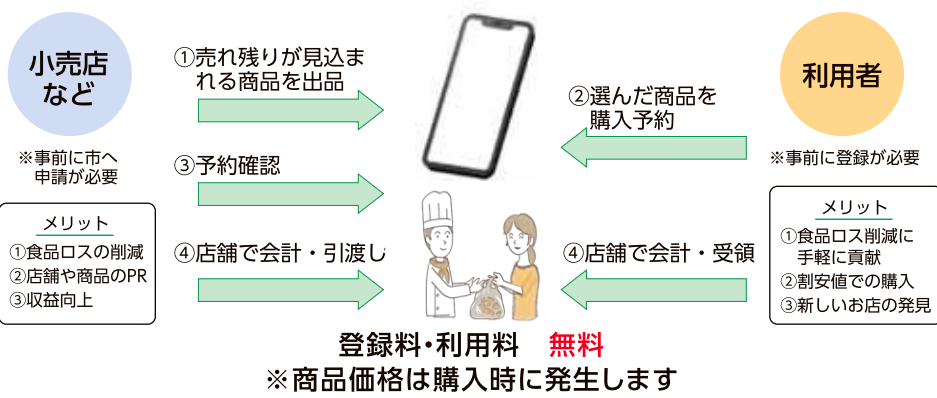 小売店
など
※事前に市へ
申請が必要
メリット
①食品ロスの削減
②店舗や商品のPR
③収益向上
①売れ残りが見込ま
れる商品を出品
③予約確認
④店舗で会計・引渡し
②選んだ商品を
購入予約
④店舗で会計・受領
利用者
※事前に登録が必要
メリット
①食品ロス削減に
手軽に貢献
②割安値での購入
③新しいお店の発見
登録料・利用料　無料
※商品価格は購入時に発生します